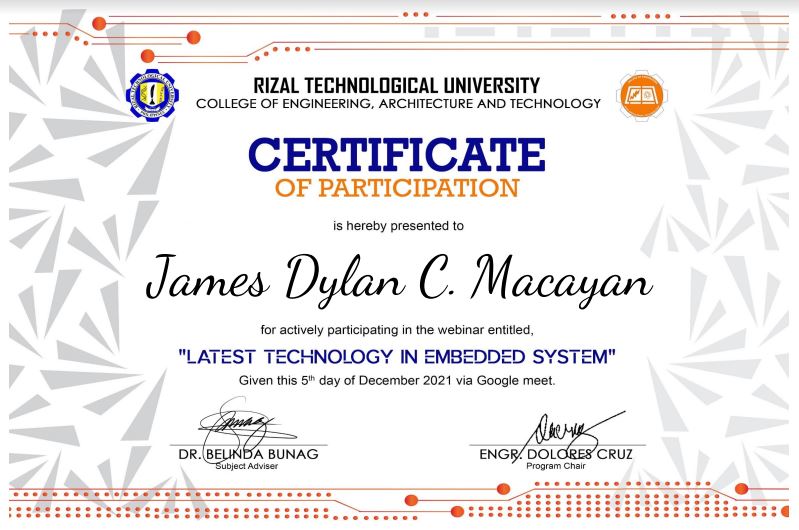 RIZAL TECHNOLOGICAL UNIVERSITY
COLLEGE OF ENGINEERING, ARCHITECTURE AND TECHNOLOGY
CERTIFICATE
OF PARTICIPATION
is hereby presented to
James Dylan C. Macayan
for actively participating in the webinar entitled,
"LATEST TECHNOLOGY IN EMBEDDED SYSTEM"
Given this 5th day of December 2021 via Google meet.
DR. BELINDA BUNAG
Subject Adviser
ENGR. DOLORES CRUZ
Program Chair